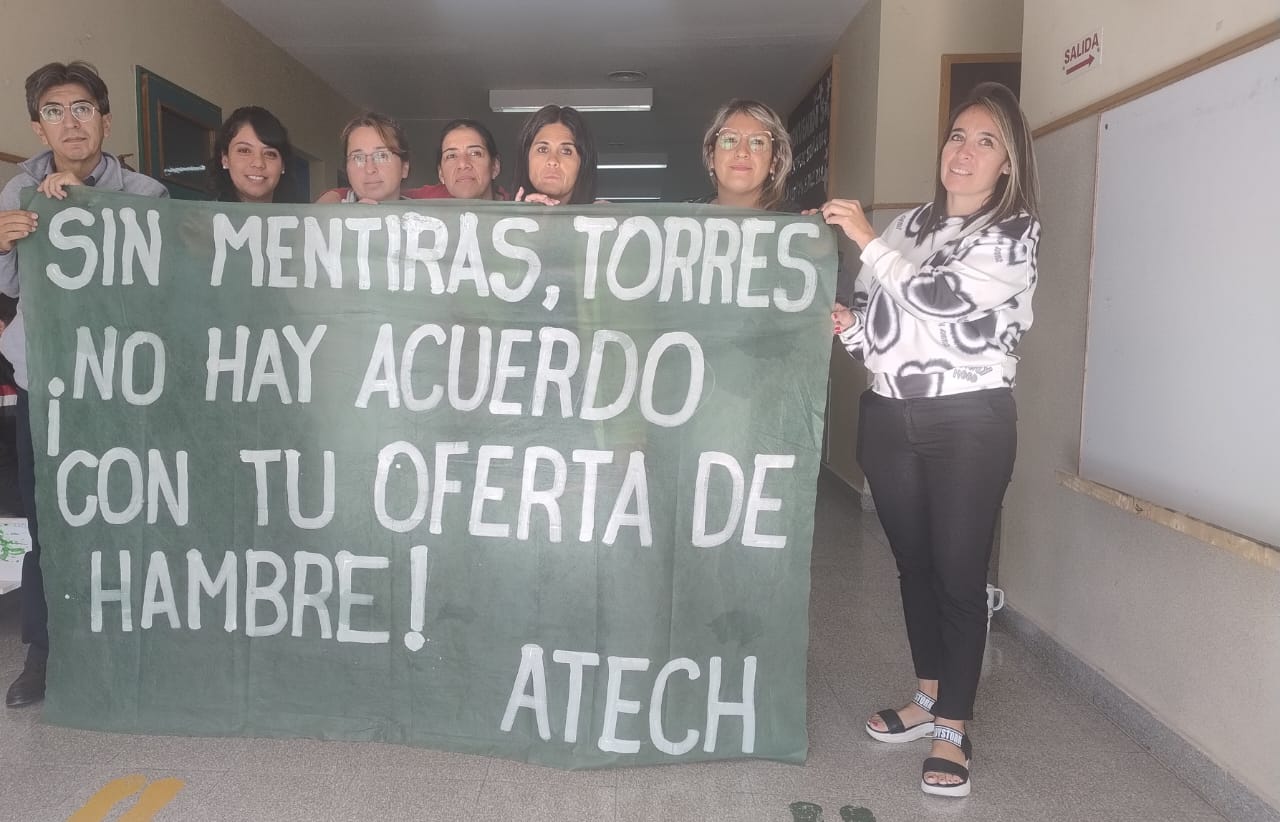 SIN MENTIRAS, TORRES
¡NO HAY ACUERDO
CON TU OFERTA DE
HAMBRE!
ATECH
SALIDA